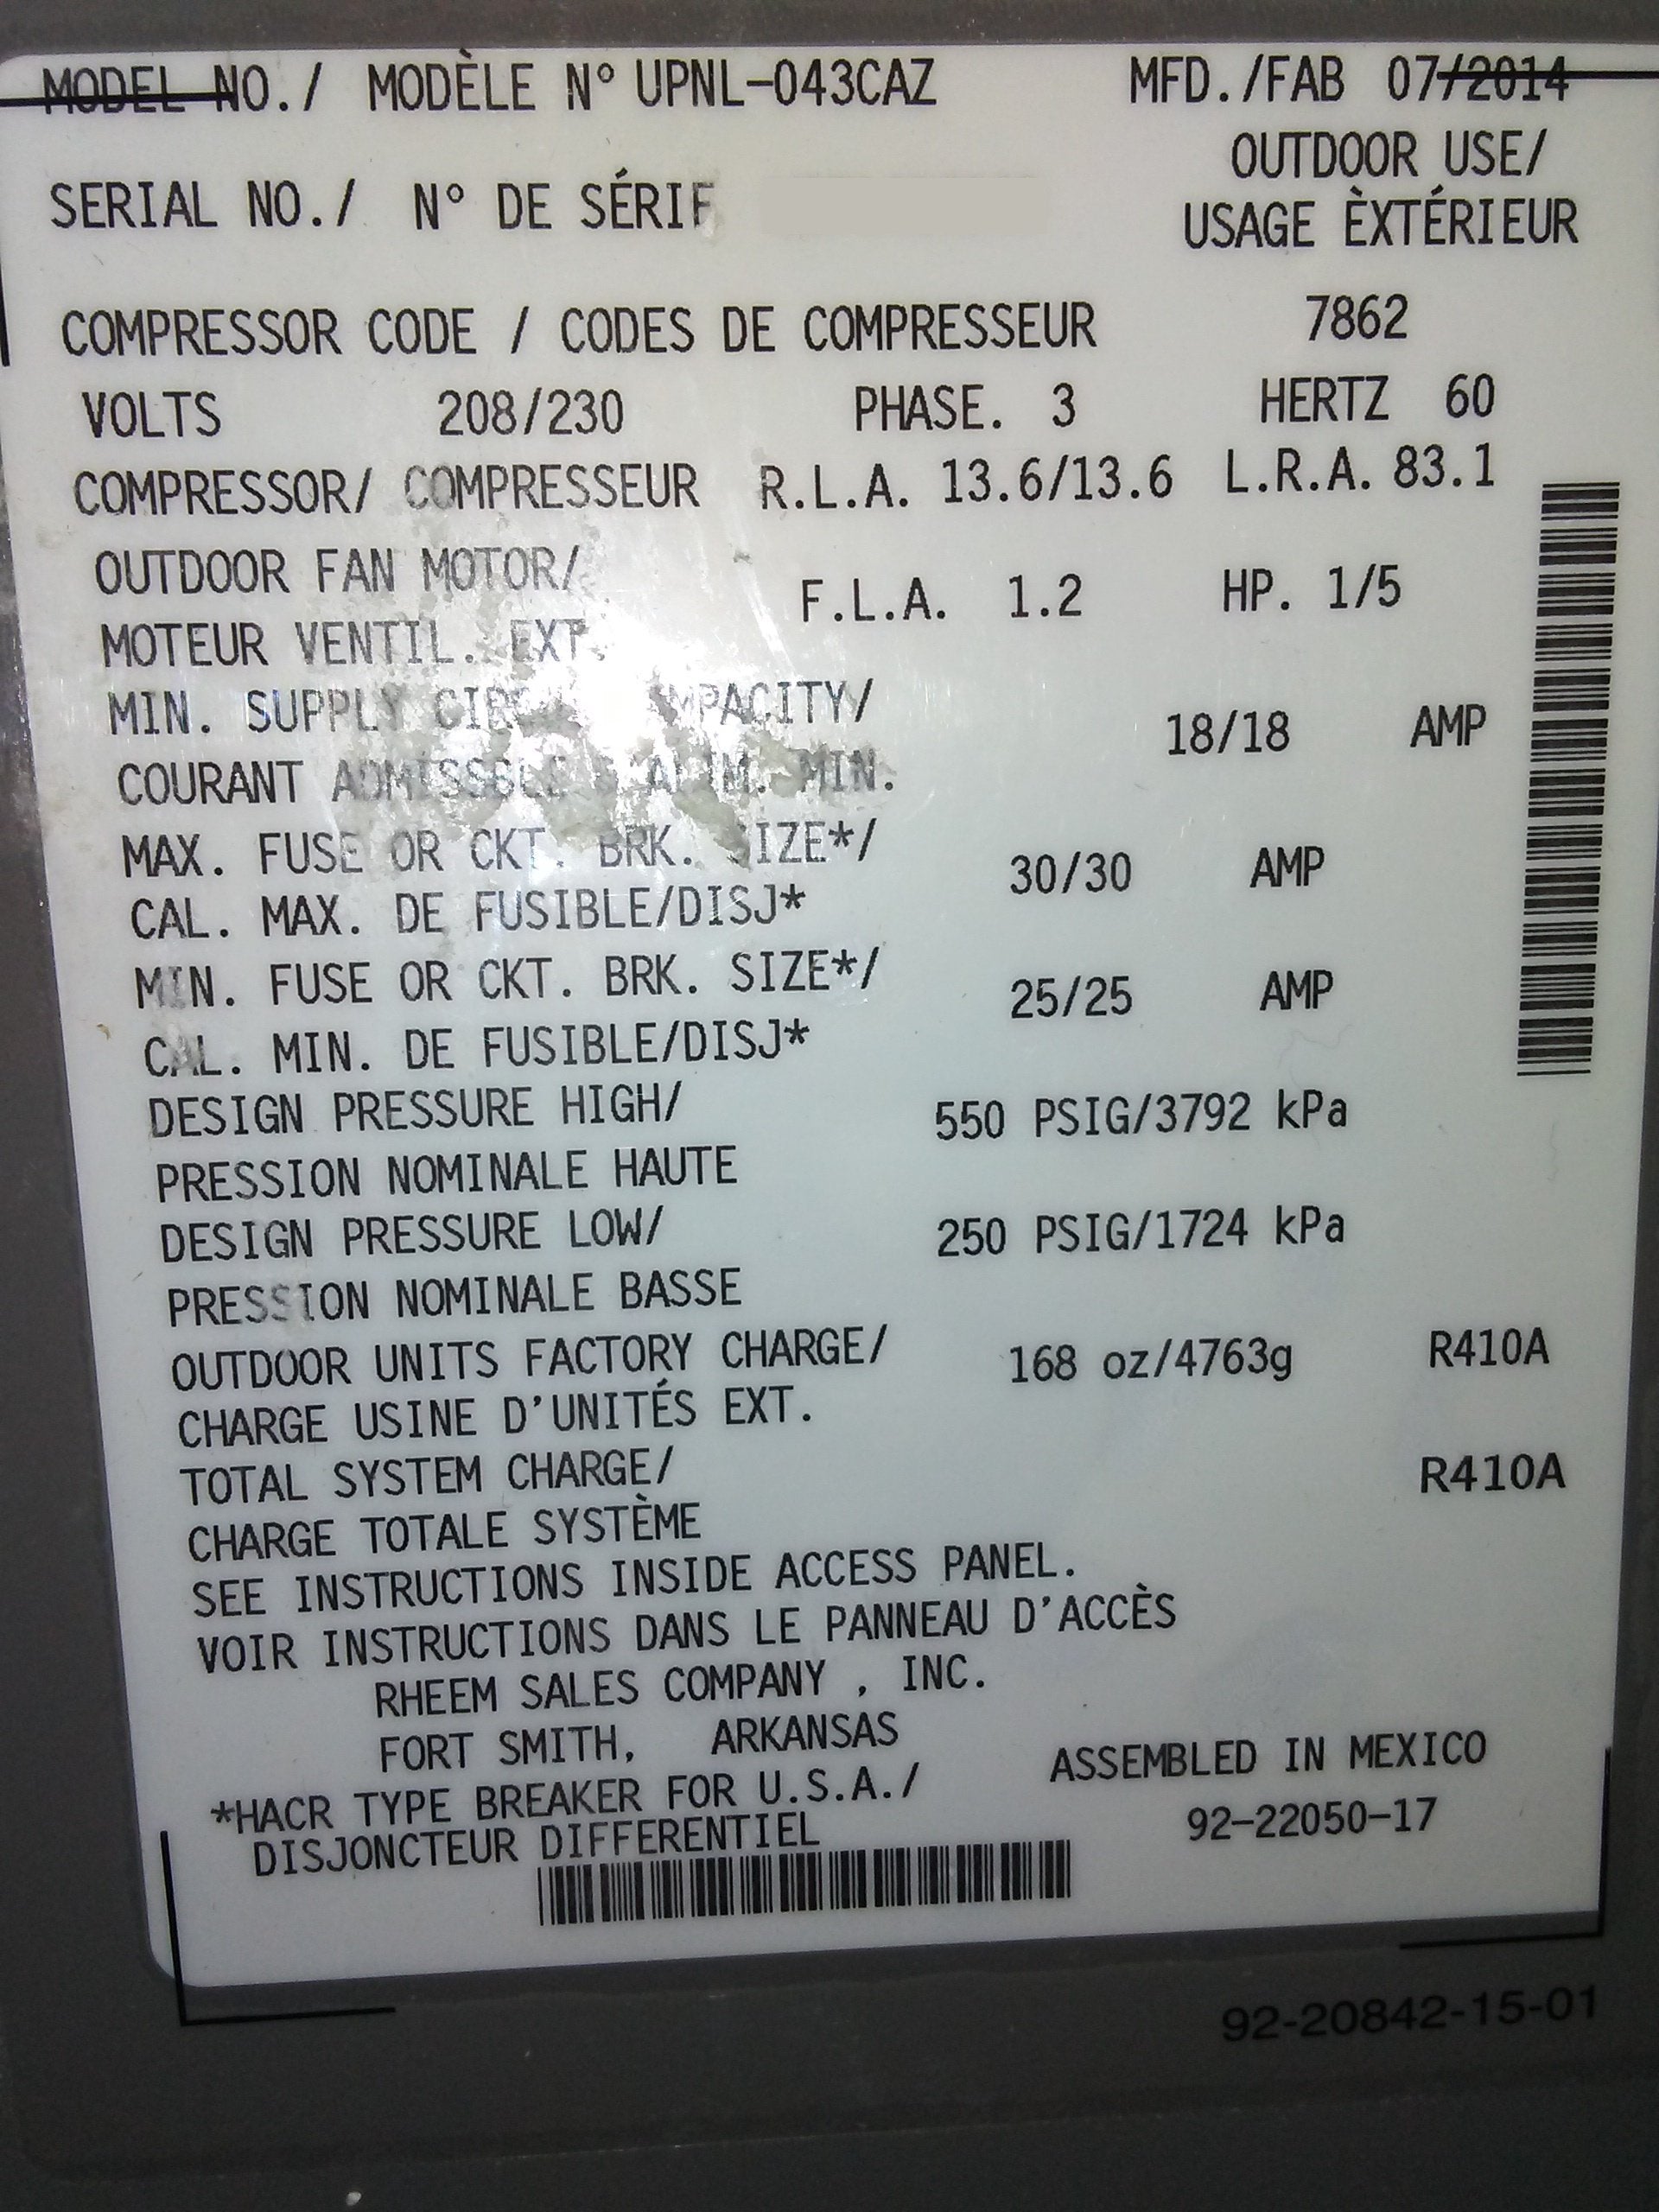 MODEL NO./ MODÈLE N° UPNL-043CAZ MFD./FAB 07/2014
OUTDOOR USE/
SERIAL NO./ N° DE SÉRIE
USAGE ÈXTÉRIEUR
COMPRESSOR CODE / CODES DE COMPRESSEUR 7862
VOLTS 208/230 PHASE. 3 HERTZ 60
COMPRESSOR/ COMPRESSEUR R.L.A. 13.6/13.6 L.R.A. 83.1
OUTDOOR FAN MOTOR/ F.L.A. 1.2 HP. 1/5
MOTEUR VENTIL. EXT.
MIN. SUPPLY AMPACITY/ 18/18 AMP
COURANT MIN.
MAX. FUSE OR CKT. BRK. SIZE*/ 30/30 AMP
CAL. MAX. DE FUSIBLE/DISJ*
MIN. FUSE OR CKT. BRK. SIZE*/ 25/25 AMP
CAL. MIN. DE FUSIBLE/DISJ*
DESIGN PRESSURE HIGH/ 550 PSIG/3792 kPa
PRESSION NOMINALE HAUTE
DESIGN PRESSURE LOW/ 250 PSIG/1724 kPa
PRESSION NOMINALE BASSE
OUTDOOR UNITS FACTORY CHARGE/ 168 oz/4763g R410A
CHARGE USINE D'UNITÉS EXT.
TOTAL SYSTEM CHARGE/ R410A
CHARGE TOTALE SYSTÈME
SEE INSTRUCTIONS INSIDE ACCESS PANEL.
VOIR INSTRUCTIONS DANS LE PANNEAU D'ACCÈS
RHEEM SALES COMPANY , INC.
FORT SMITH, ARKANSAS
ASSEMBLED IN MEXICO
*HACR TYPE BREAKER FOR U.S.A./
DISJONCTEUR DIFFERENTIEL
92-22050-17
92-20842-15-01